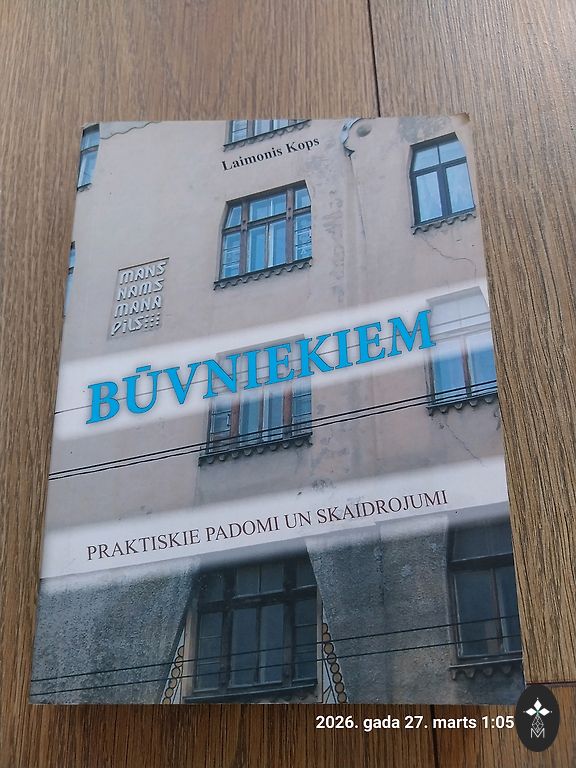 Laimonis Kops
MANS
NAMS
MANA
PILS
BŪVNIEKIEM
PRAKTISKIE PADOMI UN SKAIDROJUMI
2026. gada 27. marts 1:05
M